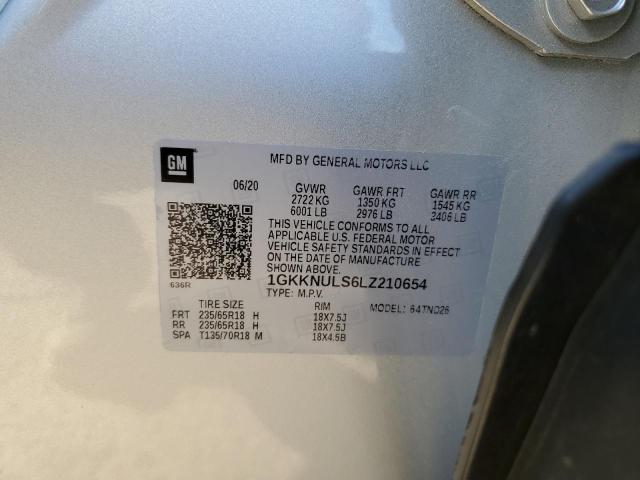 GM
MFD BY GENERAL MOTORS LLC
06/20 GVWR GAWR FRT GAWR RR
2722 KG 1350 KG 1545 KG
6001 LB 2976 LB 3406 LB
THIS VEHICLE CONFORMS TO ALL
APPLICABLE U.S. FEDERAL MOTOR
VEHICLE SAFETY STANDARDS IN EFFECT
ON THE DATE OF MANUFACTURE
SHOWN ABOVE.
636R 1GKKNULS6LZ210654
TYPE: M.P.V. MODEL: 64TND26
TIRE SIZE RIM
FRT 235/65R18 H 18X7.5J
RR 235/65R18 H 18X7.5J
SPA T135/70R18 M 18X4.5B